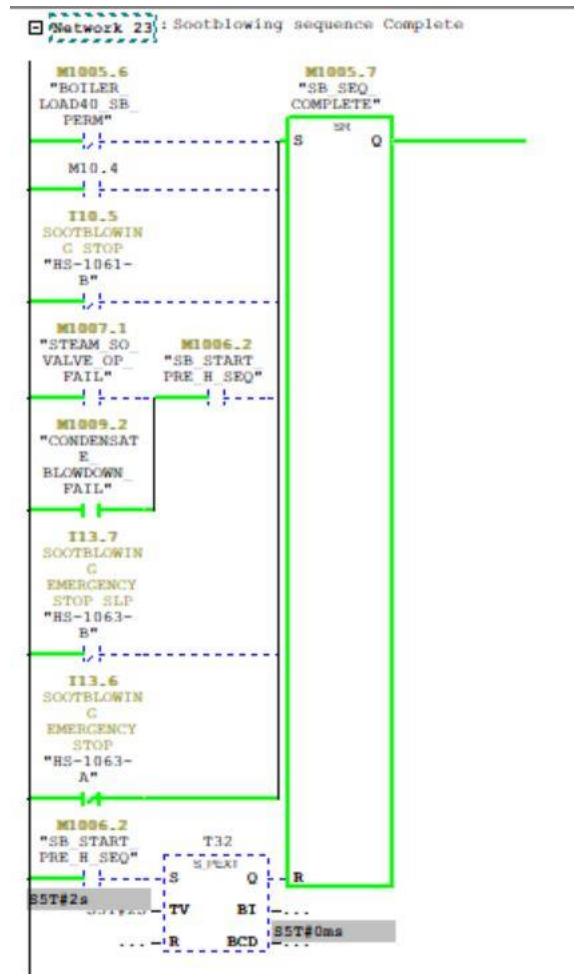 Network 23: Sootblowing sequence Complete
M1005.6
"BOILER_
LOAD40_SB_
PERM"
M1005.7
"SB_SEQ_
COMPLETE"
SR
S
Q
M10.4
I10.5
SOOTBLOWIN
G STOP
"HS-1061-
B"
M1007.1
"STEAM_SO_
VALVE_OP_
FAIL"
M1006.2
"SB_START_
PRE_H_SEQ"
M1009.2
"CONDENSAT
E_
BLOWDOWN_
FAIL"
I13.7
SOOTBLOWIN
G
EMERGENCY
STOP SLP
"HS-1063-
B"
I13.6
SOOTBLOWIN
G
EMERGENCY
STOP
"HS-1063-
A"
M1006.2
"SB_START_
PRE_H_SEQ"
T32
S_PEXT
S
Q
R
S5T#2s
TV
BI
...
S5T#0ms
...
R
BCD
...